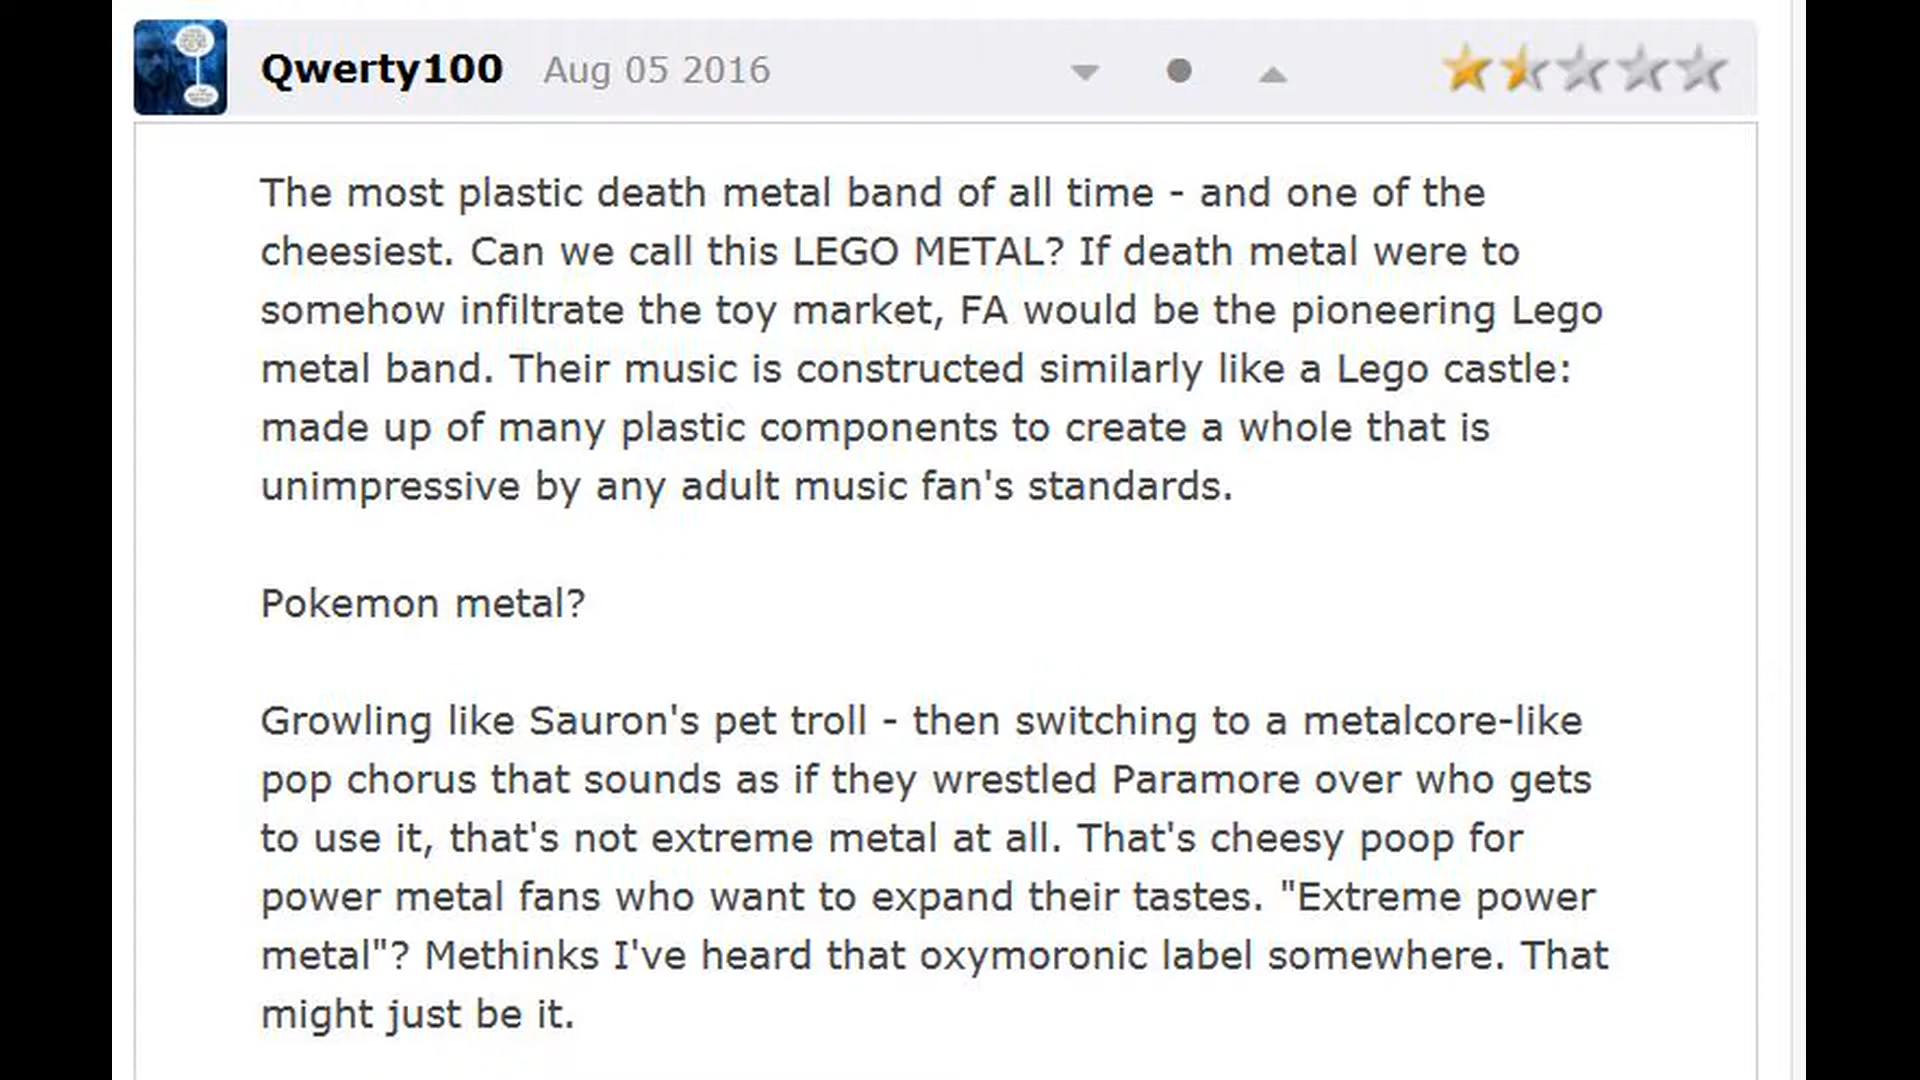 Qwerty100 Aug 05 2016
The most plastic death metal band of all time - and one of the
cheesiest. Can we call this LEGO METAL? If death metal were to
somehow infiltrate the toy market, FA would be the pioneering Lego
metal band. Their music is constructed similarly like a Lego castle:
made up of many plastic components to create a whole that is
unimpressive by any adult music fan's standards.
Pokemon metal?
Growling like Sauron's pet troll - then switching to a metalcore-like
pop chorus that sounds as if they wrestled Paramore over who gets
to use it, that's not extreme metal at all. That's cheesy poop for
power metal fans who want to expand their tastes. "Extreme power
metal"? Methinks I've heard that oxymoronic label somewhere. That
might just be it.